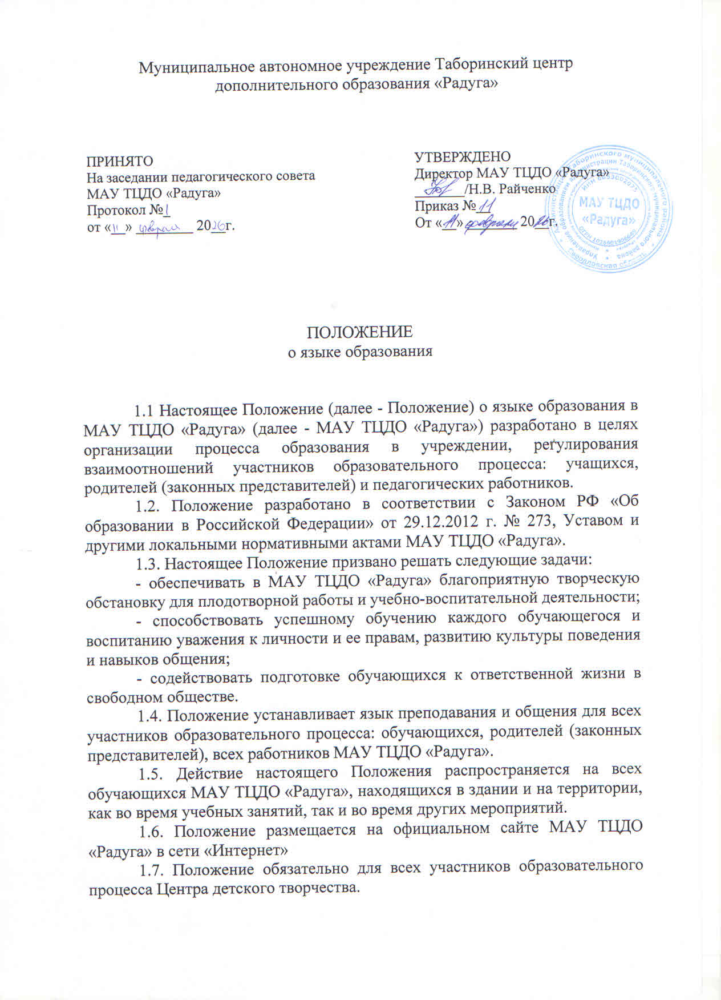 Муниципальное автономное учреждение Таборинский центр
дополнительного образования «Радуга»
ПРИНЯТО
На заседании педагогического совета
МАУ ТЦДО «Радуга»
Протокол № 1
от «11» февраля 2026г.
УТВЕРЖДЕНО
Директор МАУ ТЦДО «Радуга»
/Н.В. Райченко
Приказ № 11
От «11» февраля 2026г.
МАУ ТЦДО
«Радуга»
Свердловская область
ПОЛОЖЕНИЕ
о языке образования
1.1 Настоящее Положение (далее - Положение) о языке образования в
МАУ ТЦДО «Радуга» (далее - МАУ ТЦДО «Радуга») разработано в целях
организации процесса образования в учреждении, регулирования
взаимоотношений участников образовательного процесса: учащихся,
родителей (законных представителей) и педагогических работников.
1.2. Положение разработано в соответствии с Законом РФ «Об
образовании в Российской Федерации» от 29.12.2012 г. № 273, Уставом и
другими локальными нормативными актами МАУ ТЦДО «Радуга».
1.3. Настоящее Положение призвано решать следующие задачи:
- обеспечивать в МАУ ТЦДО «Радуга» благоприятную творческую
обстановку для плодотворной работы и учебно-воспитательной деятельности;
- способствовать успешному обучению каждого обучающегося и
воспитанию уважения к личности и ее правам, развитию культуры поведения
и навыков общения;
- содействовать подготовке обучающихся к ответственной жизни в
свободном обществе.
1.4. Положение устанавливает язык преподавания и общения для всех
участников образовательного процесса: обучающихся, родителей (законных
представителей), всех работников МАУ ТЦДО «Радуга».
1.5. Действие настоящего Положения распространяется на всех
обучающихся МАУ ТЦДО «Радуга», находящихся в здании и на территории,
как во время учебных занятий, так и во время других мероприятий.
1.6. Положение размещается на официальном сайте МАУ ТЦДО
«Радуга» в сети «Интернет»
1.7. Положение обязательно для всех участников образовательного
процесса Центра детского творчества.